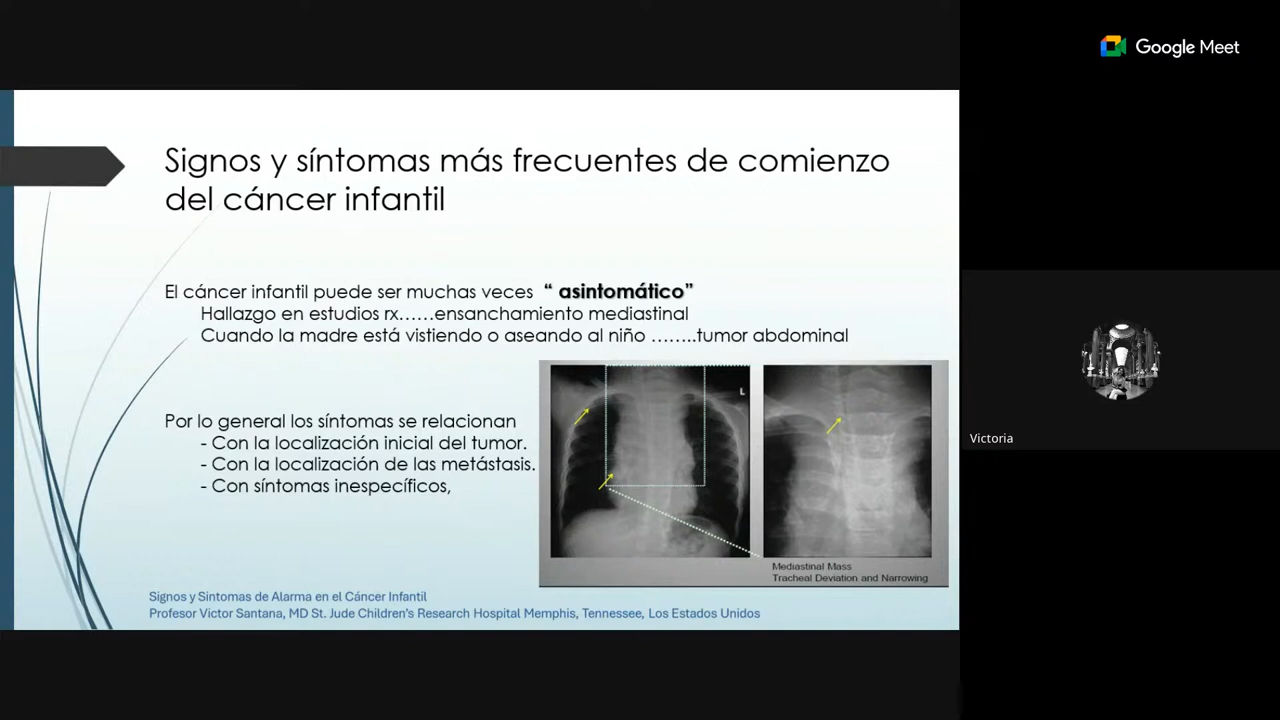 Google Meet
Signos y síntomas más frecuentes de comienzo
del cáncer infantil
El cáncer infantil puede ser muchas veces “ asintomático”
Hallazgo en estudios rx……ensanchamiento mediastinal
Cuando la madre está vistiendo o aseando al niño ……..tumor abdominal
Por lo general los síntomas se relacionan
- Con la localización inicial del tumor.
- Con la localización de las metástasis.
- Con síntomas inespecíficos,
L
Mediastinal Mass
Tracheal Deviation and Narrowing
Signos y Sintomas de Alarma en el Cáncer Infantil
Profesor Victor Santana, MD St. Jude Children’s Research Hospital Memphis, Tennessee, Los Estados Unidos
Victoria